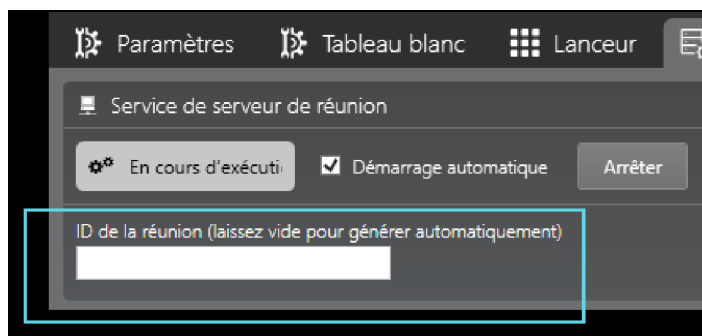 Paramètres Tableau blanc Lanceur
Service de serveur de réunion
En cours d'exécuti Démarrage automatique Arrêter
ID de la réunion (laissez vide pour générer automatiquement)